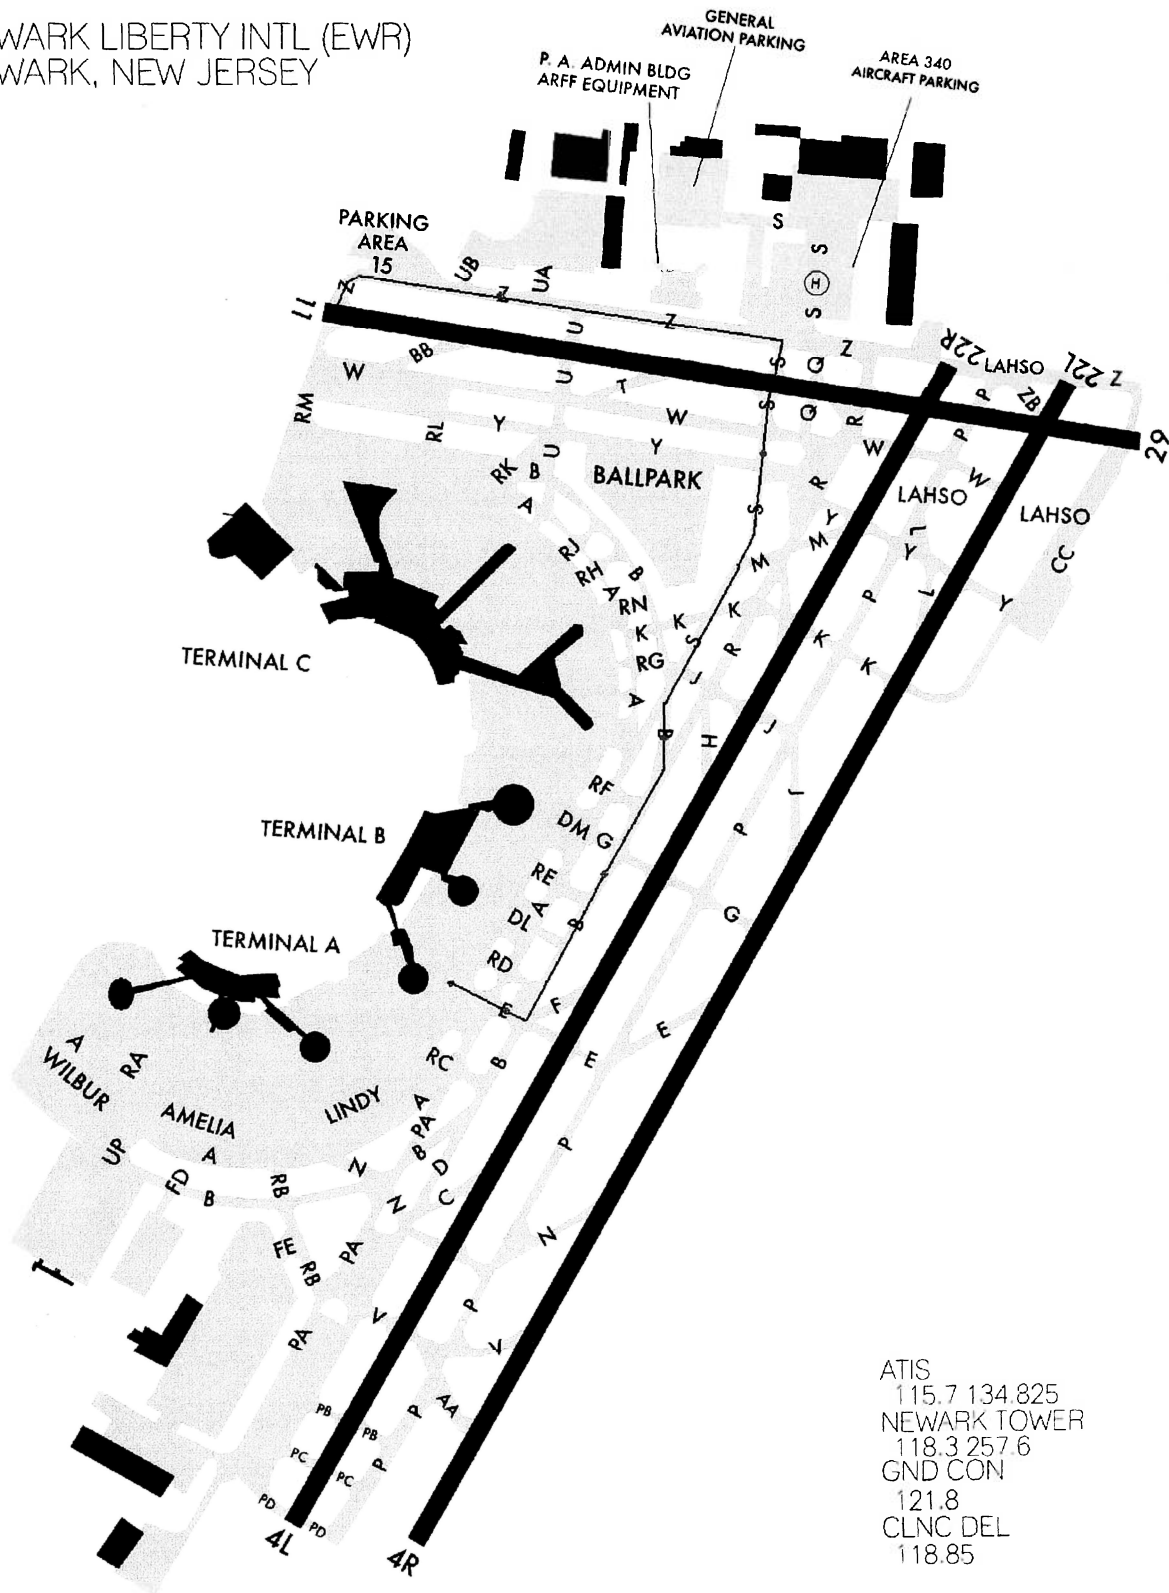 WARK LIBERTY INTL (EWR)
WARK, NEW JERSEY
GENERAL
AVIATION PARKING
P. A. ADMIN BLDG
ARFF EQUIPMENT
AREA 340
AIRCRAFT PARKING
PARKING
AREA
15
UB
UA
S
S
H
S
Z
Z
Z
Z
11
U
BB
W
U
T
W
Y
Y
U
RM
RL
RK
B
A
BALLPARK
S
Q
S
Q
R
W
22R
LAHSO
22L
Z
P
ZB
P
W
29
LAHSO
LAHSO
R
Y
M
S
M
L
Y
L
CC
Y
RJ
RH
A
RN
B
K
K
K
S
R
J
RG
A
P
K
K
TERMINAL C
B
H
J
J
RF
DM
G
P
TERMINAL B
RE
DL
A
B
G
TERMINAL A
RD
E
F
E
E
RC
B
A
WILBUR
RA
AMELIA
LINDY
A
PA
B
D
C
P
UP
A
FD
B
RB
N
N
N
FE
RB
PA
PA
V
P
V
PB
PB
P
AA
PC
PC
P
PD
PD
4L
4R
ATIS
115.7 134.825
NEWARK TOWER
118.3 257.6
GND CON
121.8
CLNC DEL
118.85